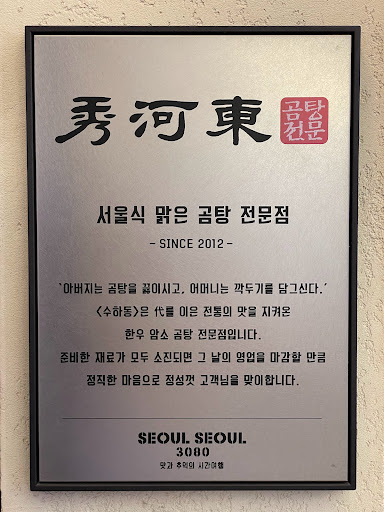 秀河東 곰탕
전문
서울식 맑은 곰탕 전문점
- SINCE 2012 -
‘아버지는 곰탕을 끓이시고, 어머니는 깍두기를 담그신다.’
<수하동>은 代를 이은 전통의 맛을 지켜온
한우 암소 곰탕 전문점입니다.
준비한 재료가 모두 소진되면 그 날의 영업을 마감할 만큼
정직한 마음으로 정성껏 고객님을 맞이합니다.
SEOUL SEOUL
3080
맛과 추억의 시간여행